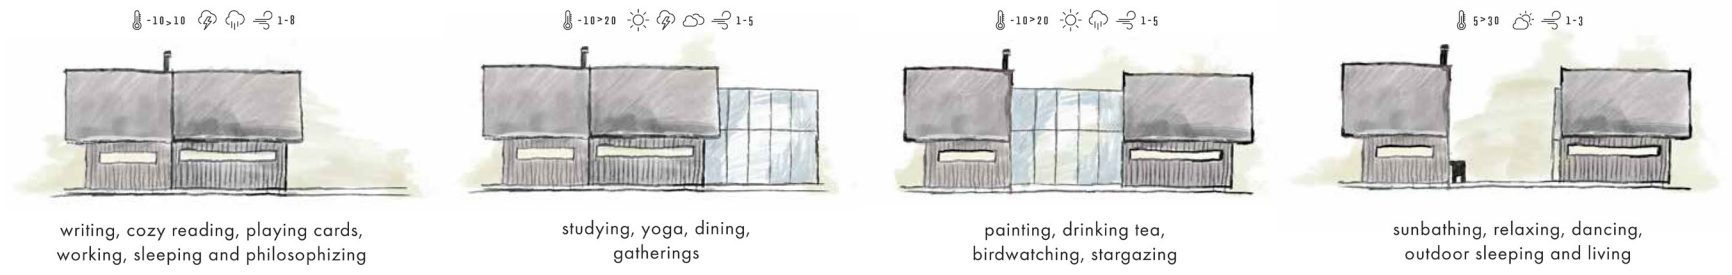 -10>10 1-8
-10>20 1-5
-10>20 1-5
5>30 1-3
writing, cozy reading, playing cards,
working, sleeping and philosophizing
studying, yoga, dining,
gatherings
painting, drinking tea,
birdwatching, stargazing
sunbathing, relaxing, dancing,
outdoor sleeping and living